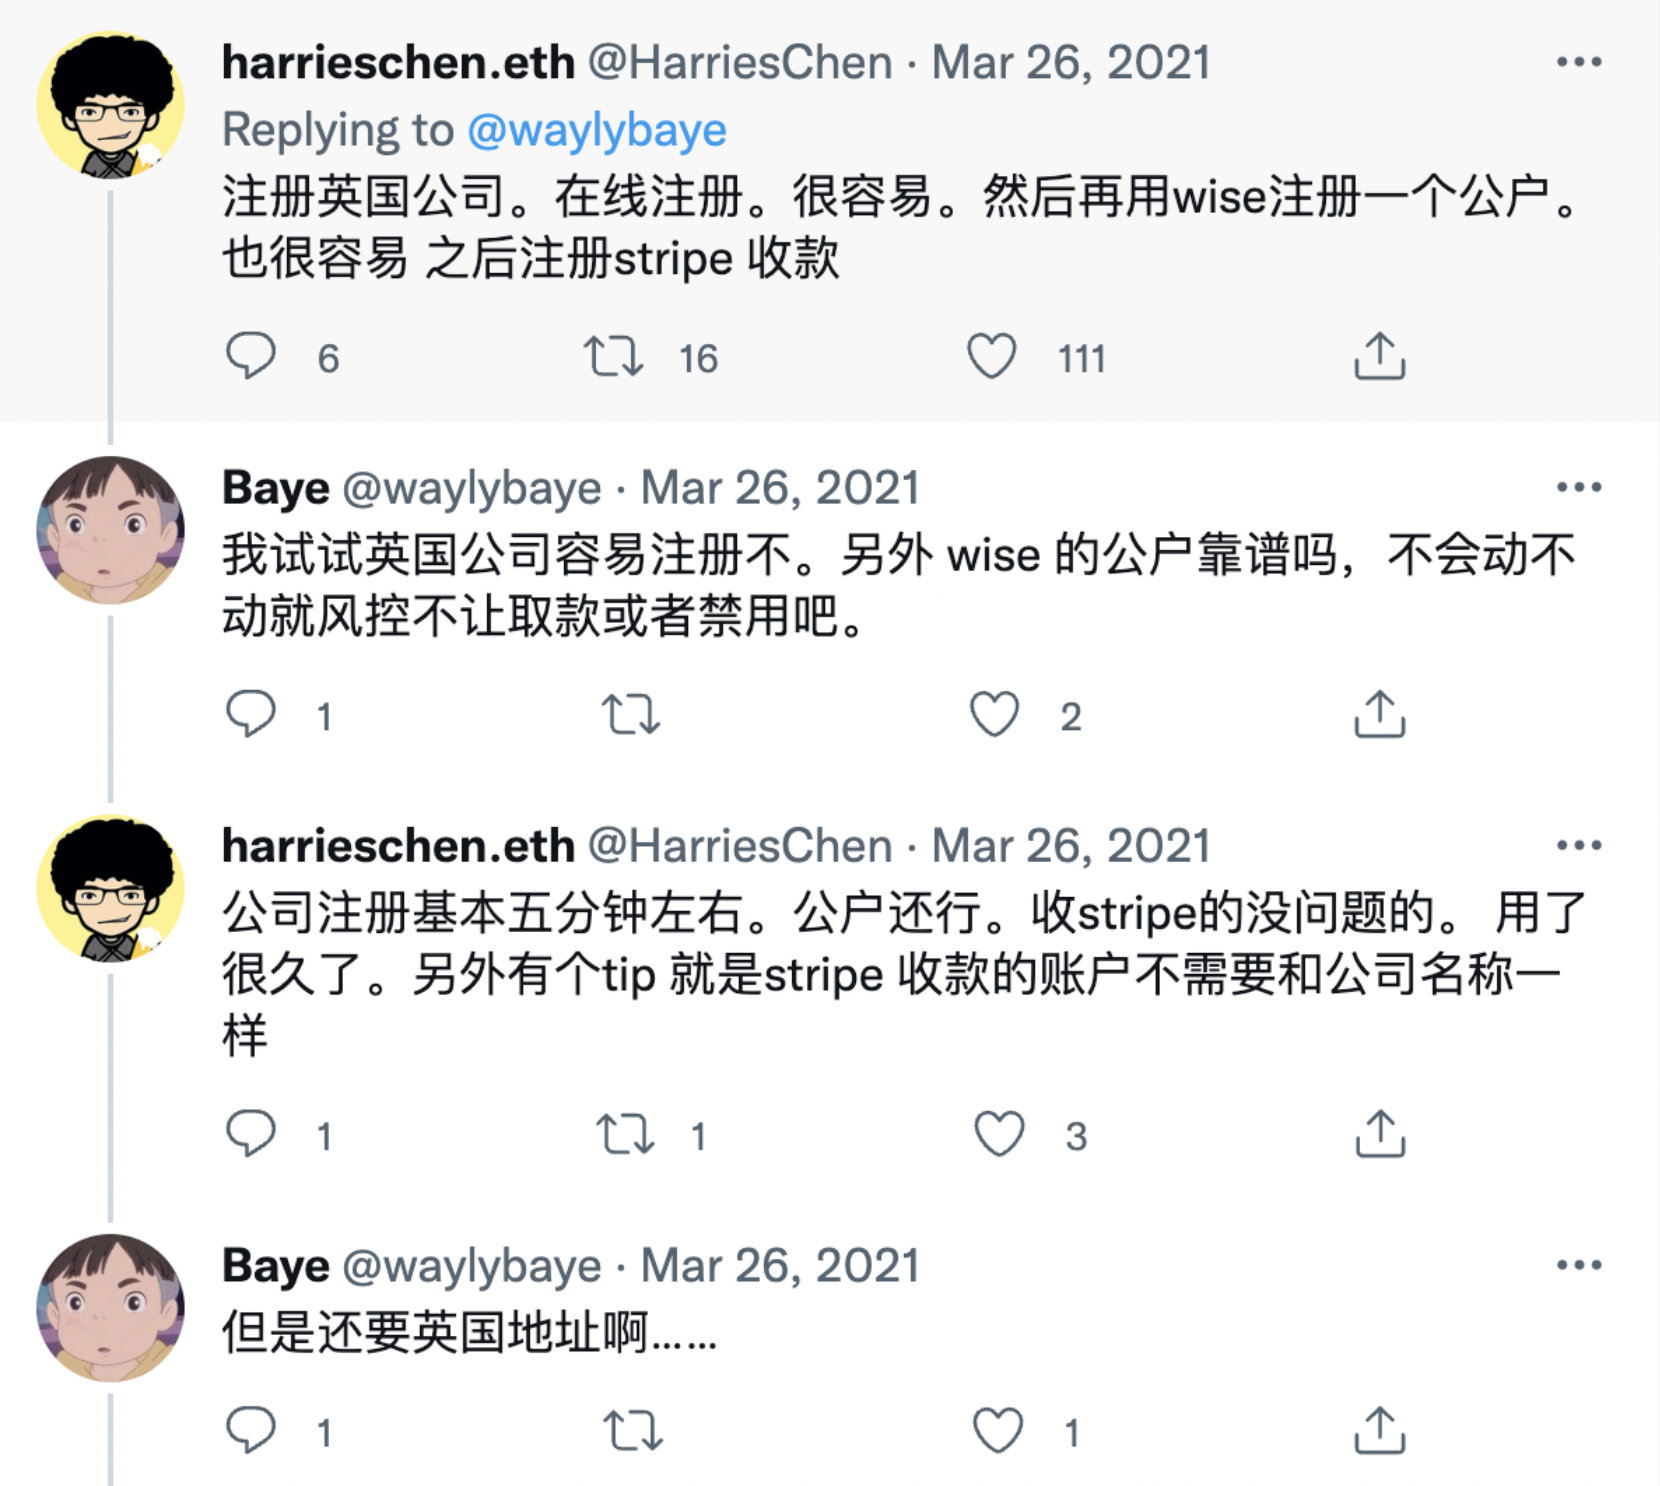 harrieschen.eth @HarriesChen · Mar 26, 2021
Replying to @waylybaye
注册英国公司。在线注册。很容易。然后再用wise注册一个公户。
也很容易 之后注册stripe 收款
6 16 111
Baye @waylybaye · Mar 26, 2021
我试试英国公司容易注册不。另外 wise 的公户靠谱吗，不会动不
动就风控不让取款或者禁用吧。
1 2
harrieschen.eth @HarriesChen · Mar 26, 2021
公司注册基本五分钟左右。公户还行。收stripe的没问题的。 用了
很久了。另外有个tip 就是stripe 收款的账户不需要和公司名称一
样
1 1 3
Baye @waylybaye · Mar 26, 2021
但是还要英国地址啊......
1 1